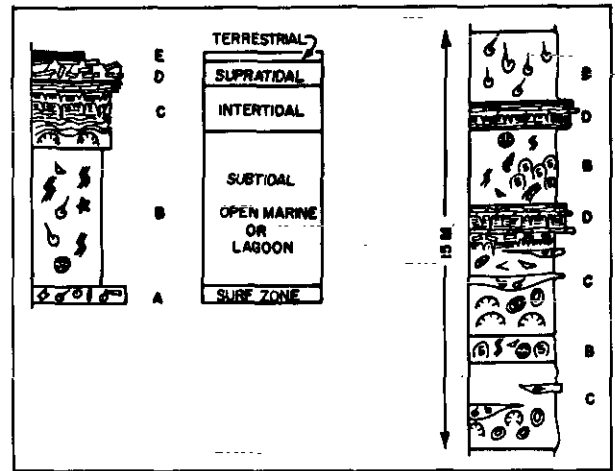 TERRESTRIAL
E
D
SUPRATIDAL
C
INTERTIDAL
SUBTIDAL
B
OPEN MARINE
OR
LAGOON
A
SURF ZONE
15 M
B
D
B
D
C
B
C